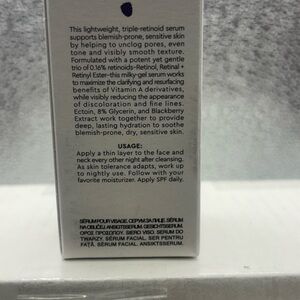 This lightweight, triple-retinoid serum
supports blemish-prone, sensitive skin
by helping to unclog pores, even
tone and visibly smooth texture.
Formulated with a potent yet gentle
trio of 0.16% retinoids–Retinol, Retinal +
Retinyl Ester–this milky-gel serum works
to maximize the clarifying and resurfacing
benefits of Vitamin A derivatives,
while visibly reducing the appearance
of discoloration and fine lines.
Ectoin, 8% Glycerin, and Blackberry
Extract work together to provide
deep, lasting hydration to soothe
blemish-prone, dry, sensitive skin.
USAGE:
Apply a thin layer to the face and
neck every other night after cleansing.
As skin tolerance adapts, work up
to nightly use. Follow with your
favorite moisturizer. Apply SPF daily.
SÉRUM POUR VISAGE. СЕРУМ ЗА ЛИЦЕ. SÉRUM
NA OBLIČEJ. ANSIGTSSERUM. GESICHTSSERUM.
ΟΡΟΣ ΠΡΟΣΩΠΟΥ. SIERO VISO. SERUM DO
TWARZY. SÉRUM FACIAL. SER PENTRU
FAȚĂ. SÉRUM FACIAL. ANSIKTSSERUM.